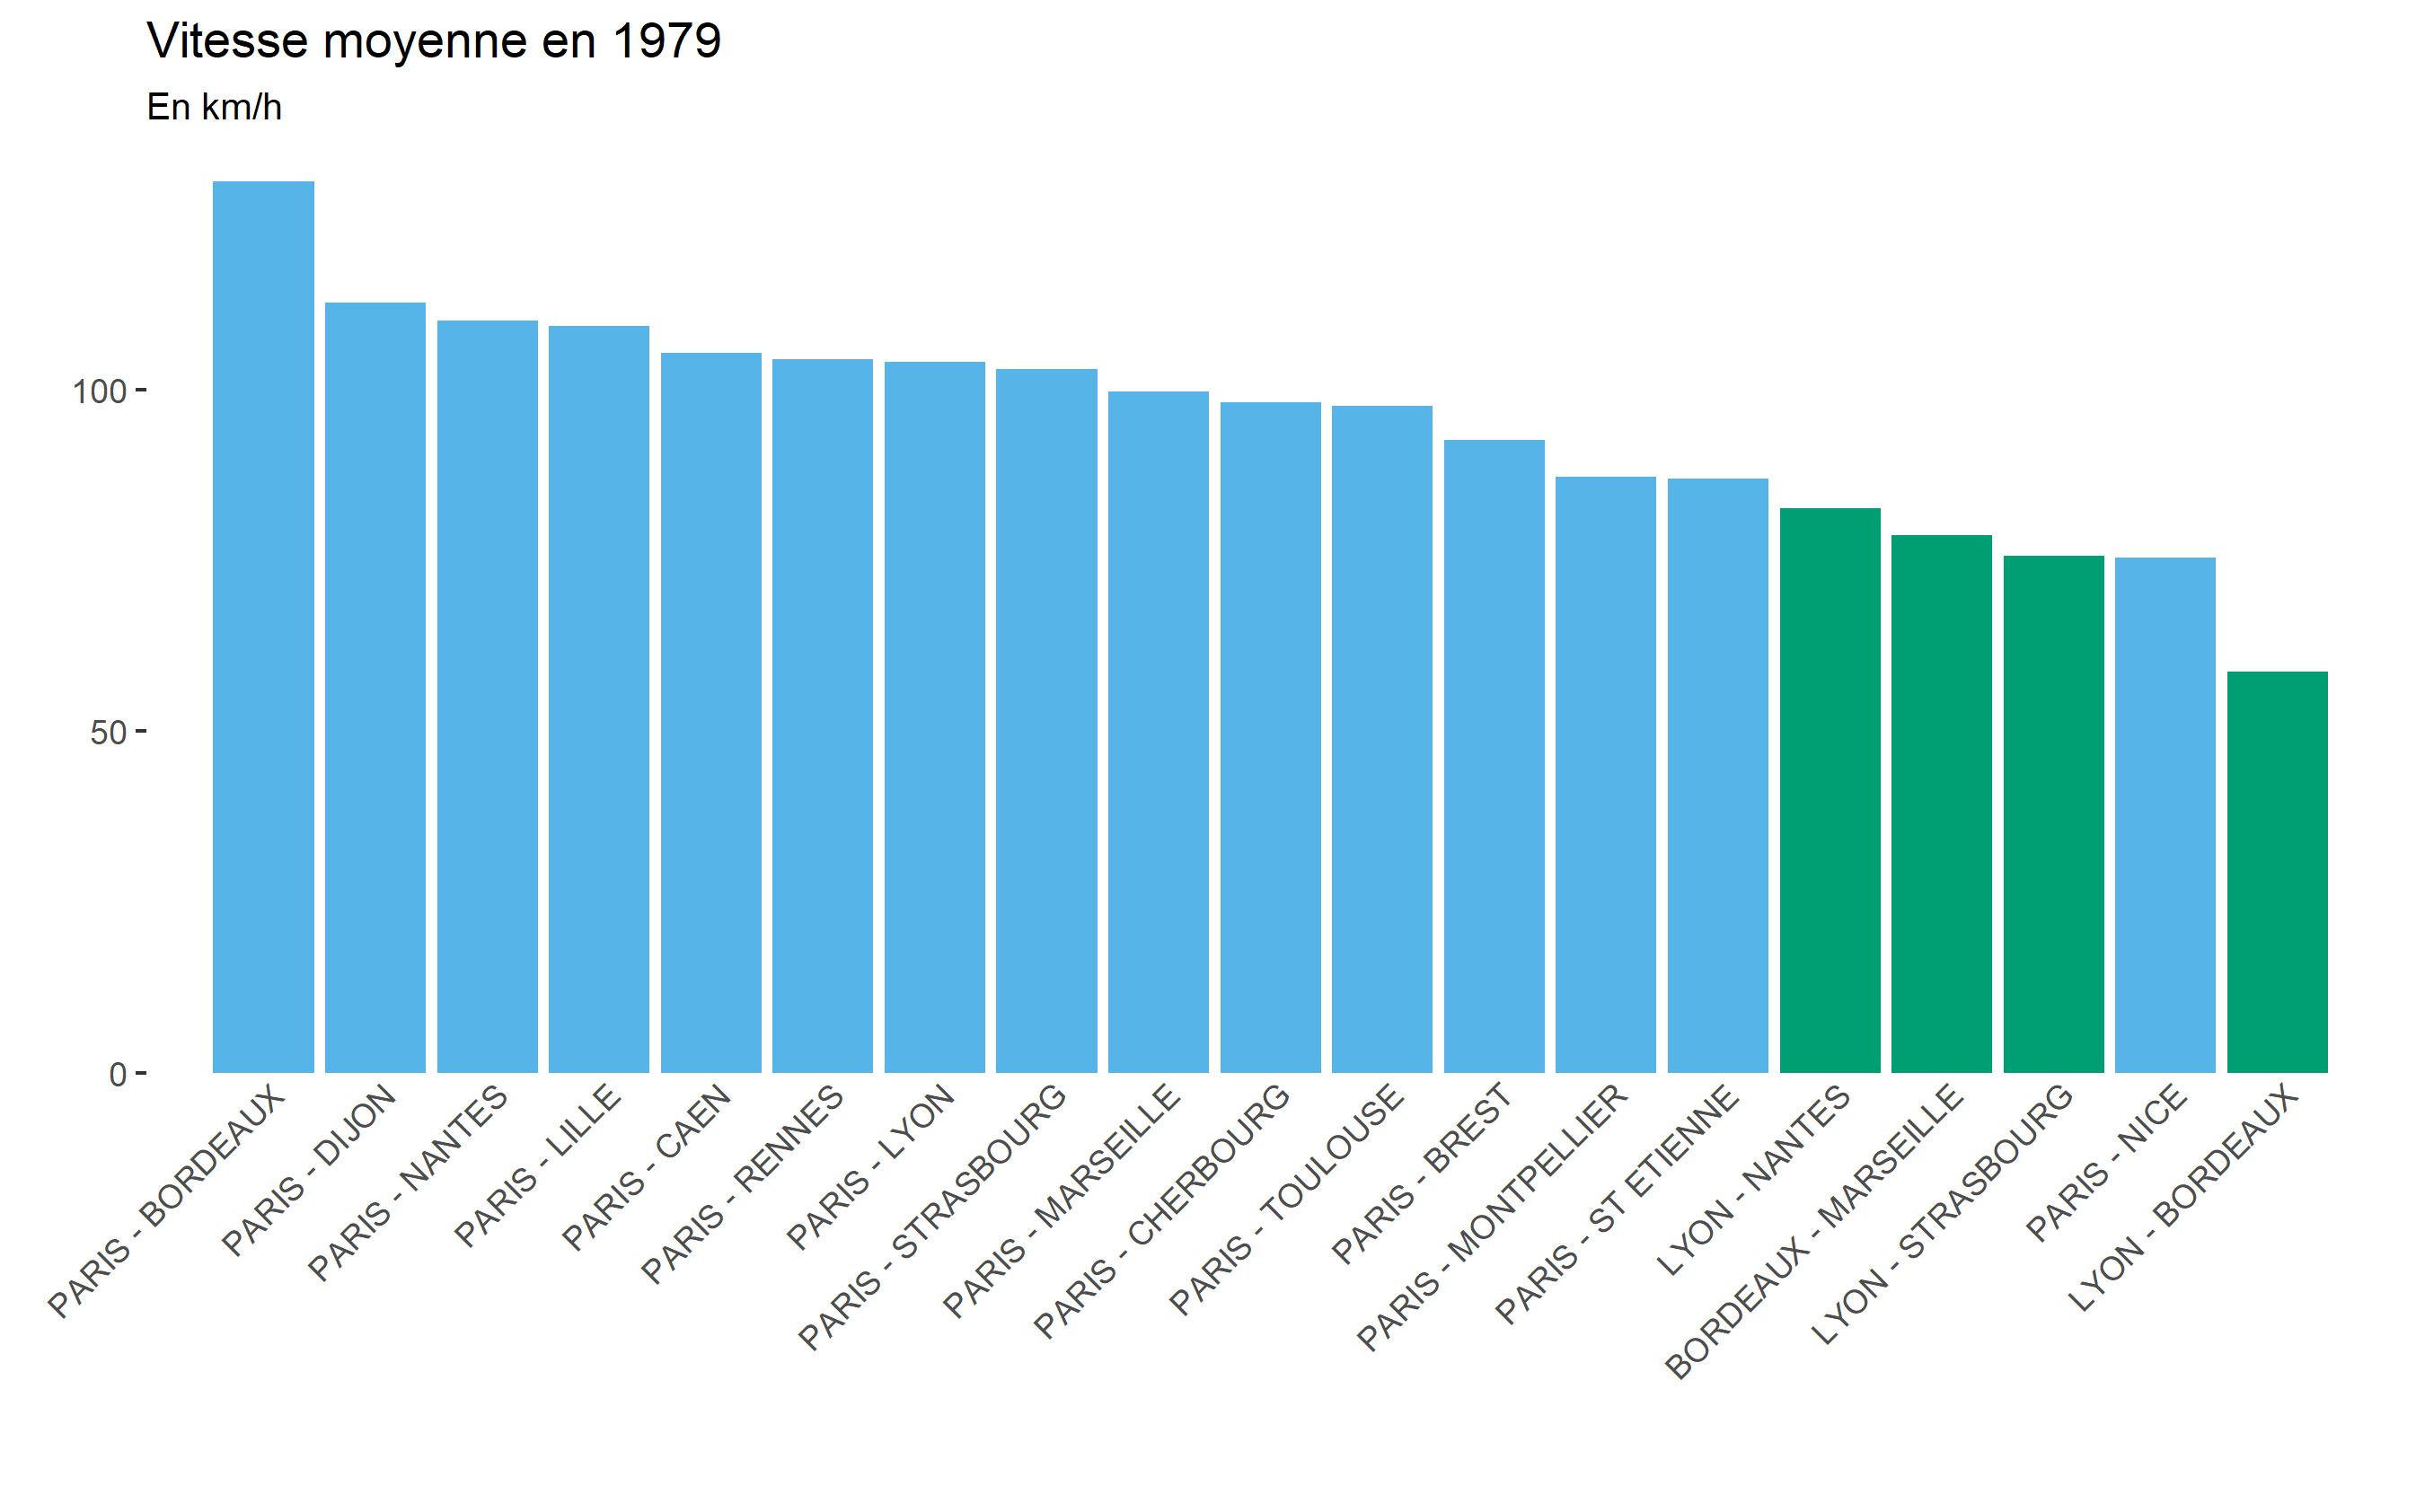 Vitesse moyenne en 1979
En km/h
100
50
0
PARIS - BORDEAUX
PARIS - DIJON
PARIS - NANTES
PARIS - LILLE
PARIS - CAEN
PARIS - RENNES
PARIS - LYON
PARIS - STRASBOURG
PARIS - MARSEILLE
PARIS - CHERBOURG
PARIS - TOULOUSE
PARIS - BREST
PARIS - MONTPELLIER
PARIS - ST ETIENNE
LYON - NANTES
BORDEAUX - MARSEILLE
LYON - STRASBOURG
PARIS - NICE
LYON - BORDEAUX